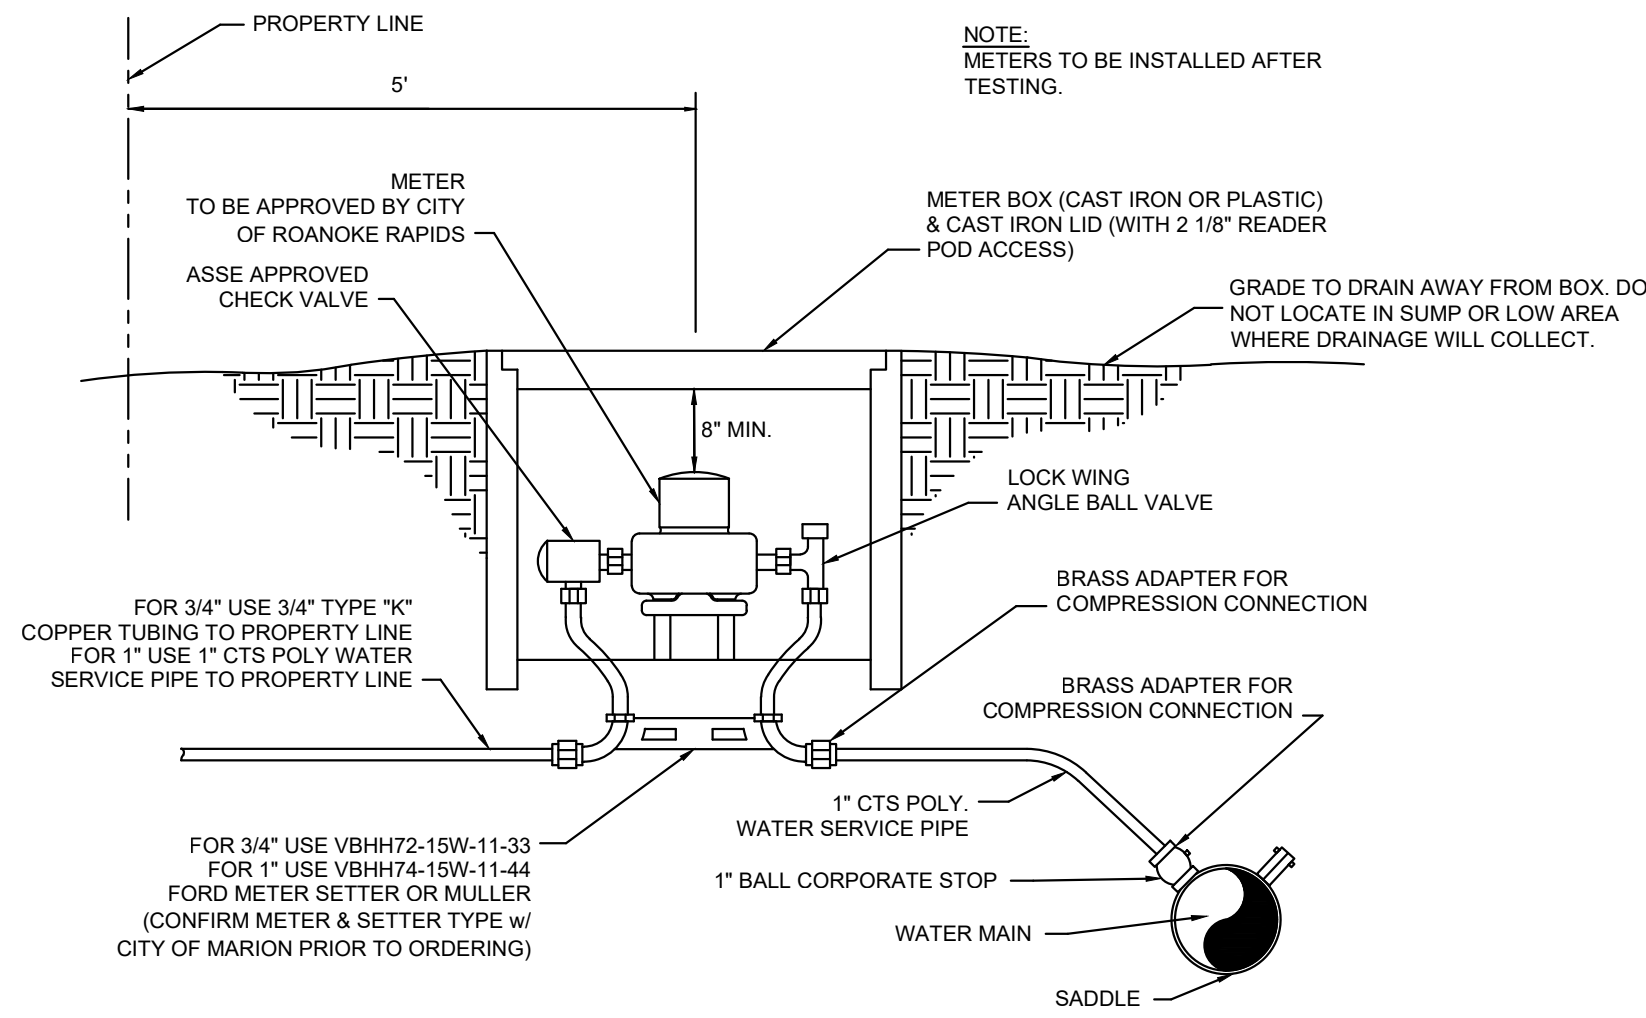 PROPERTY LINE
NOTE:
METERS TO BE INSTALLED AFTER
TESTING.
5'
METER
TO BE APPROVED BY CITY
OF ROANOKE RAPIDS
METER BOX (CAST IRON OR PLASTIC)
& CAST IRON LID (WITH 2 1/8" READER
POD ACCESS)
ASSE APPROVED
CHECK VALVE
GRADE TO DRAIN AWAY FROM BOX. DO
NOT LOCATE IN SUMP OR LOW AREA
WHERE DRAINAGE WILL COLLECT.
8" MIN.
LOCK WING
ANGLE BALL VALVE
BRASS ADAPTER FOR
COMPRESSION CONNECTION
FOR 3/4" USE 3/4" TYPE "K"
COPPER TUBING TO PROPERTY LINE
FOR 1" USE 1" CTS POLY WATER
SERVICE PIPE TO PROPERTY LINE
BRASS ADAPTER FOR
COMPRESSION CONNECTION
1" CTS POLY.
WATER SERVICE PIPE
FOR 3/4" USE VBHH72-15W-11-33
FOR 1" USE VBHH74-15W-11-44
FORD METER SETTER OR MULLER
(CONFIRM METER & SETTER TYPE w/
CITY OF MARION PRIOR TO ORDERING)
1" BALL CORPORATE STOP
WATER MAIN
SADDLE